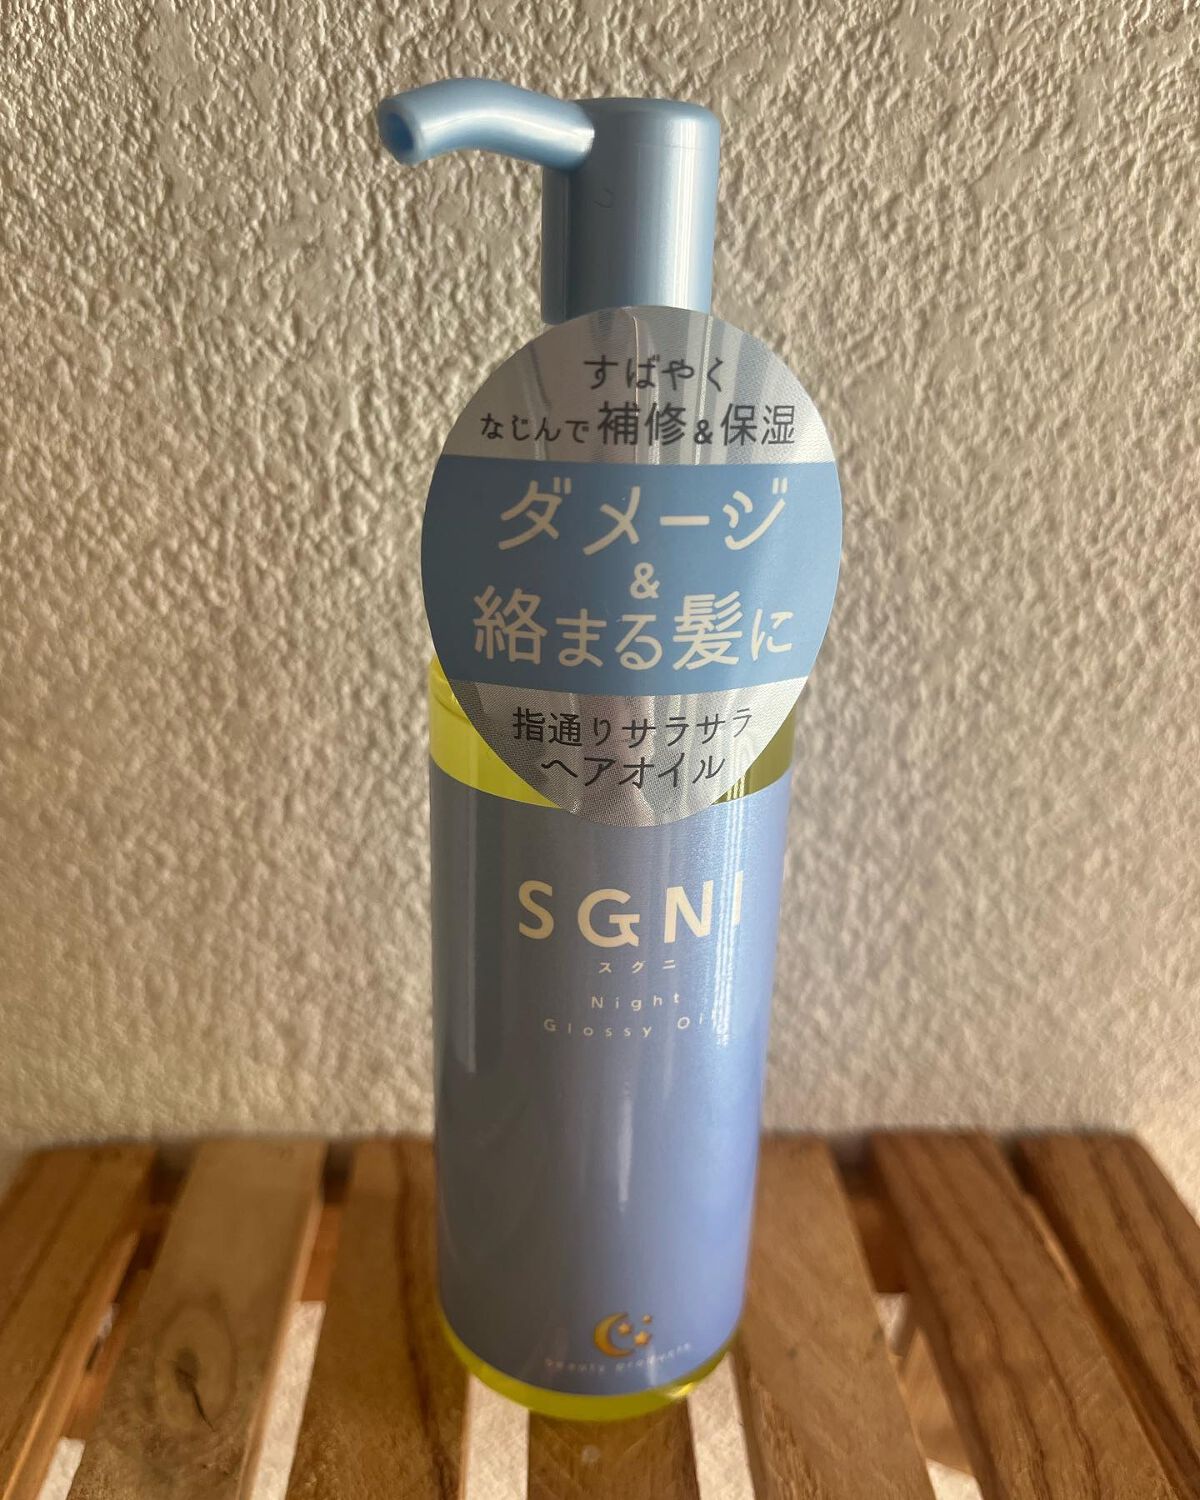 すばやく
なじんで補修&保湿
ダメージ
&
絡まる髪に
指通りサラサラ
ヘアオイル
SGNI
スグニ
Night
Glossy Oil
beauty products